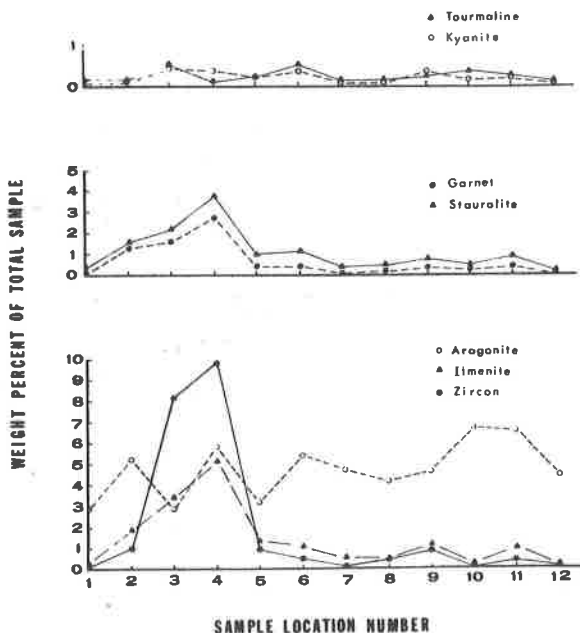 Tourmaline
Kyanite
1
0
Garnet
Stauralite
5
4
3
2
1
0
WEIGHT PERCENT OF TOTAL SAMPLE
Aragonite
Ilmenite
Zircon
10
9
8
7
6
5
4
3
2
1
0
1 2 3 4 5 6 7 8 9 10 11 12
SAMPLE LOCATION NUMBER